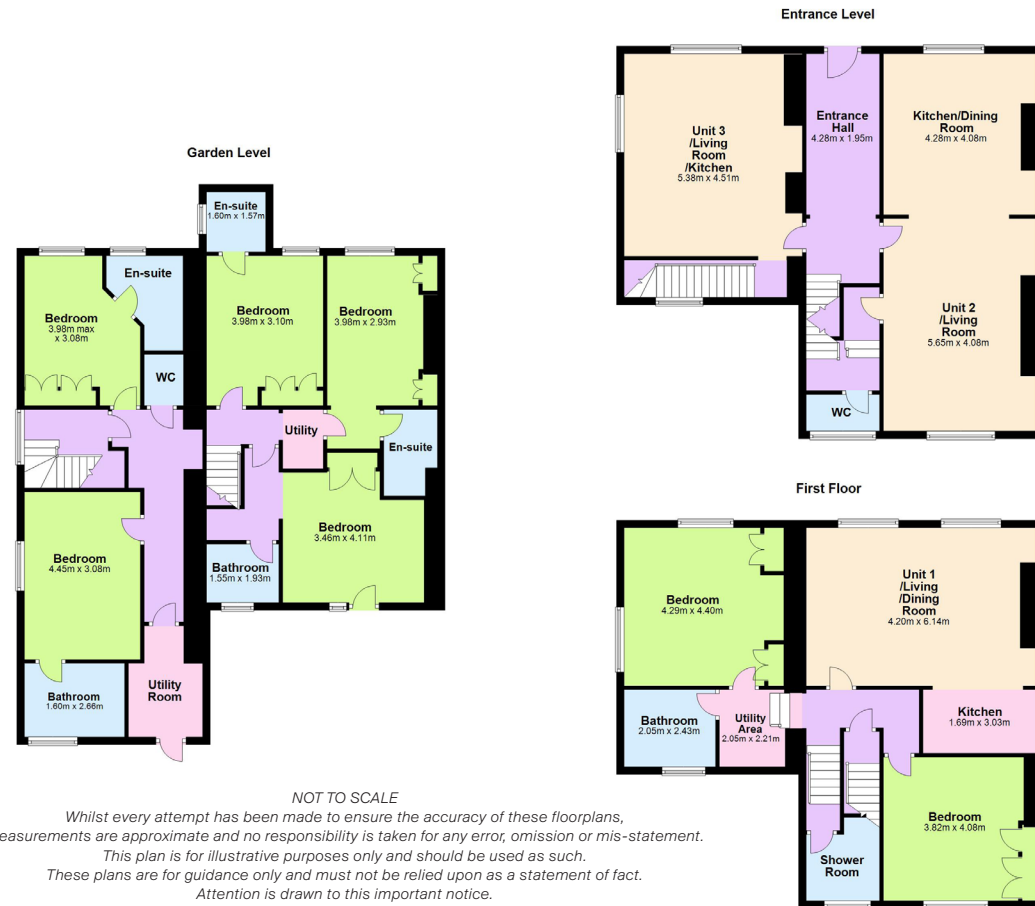 Entrance Level
Unit 3
/Living
Room
/Kitchen
5.38m x 4.51m
Entrance
Hall
4.28m x 1.95m
Kitchen/Dining
Room
4.28m x 4.08m
Unit 2
/Living
Room
5.65m x 4.08m
WC
Garden Level
En-suite
1.60m x 1.57m
En-suite
Bedroom
3.98m max
x 3.08m
Bedroom
3.98m x 3.10m
Bedroom
3.98m x 2.93m
WC
Utility
En-suite
Bedroom
3.46m x 4.11m
Bedroom
4.45m x 3.08m
Bathroom
1.55m x 1.93m
Bathroom
1.60m x 2.66m
Utility
Room
First Floor
Bedroom
4.29m x 4.40m
Unit 1
/Living
/Dining
Room
4.20m x 6.14m
Bathroom
2.05m x 2.43m
Utility
Area
2.05m x 2.21m
Kitchen
1.69m x 3.03m
Bedroom
3.82m x 4.08m
Shower
Room
NOT TO SCALE
Whilst every attempt has been made to ensure the accuracy of these floorplans,
easurements are approximate and no responsibility is taken for any error, omission or mis-statement.
This plan is for illustrative purposes only and should be used as such.
These plans are for guidance only and must not be relied upon as a statement of fact.
Attention is drawn to this important notice.